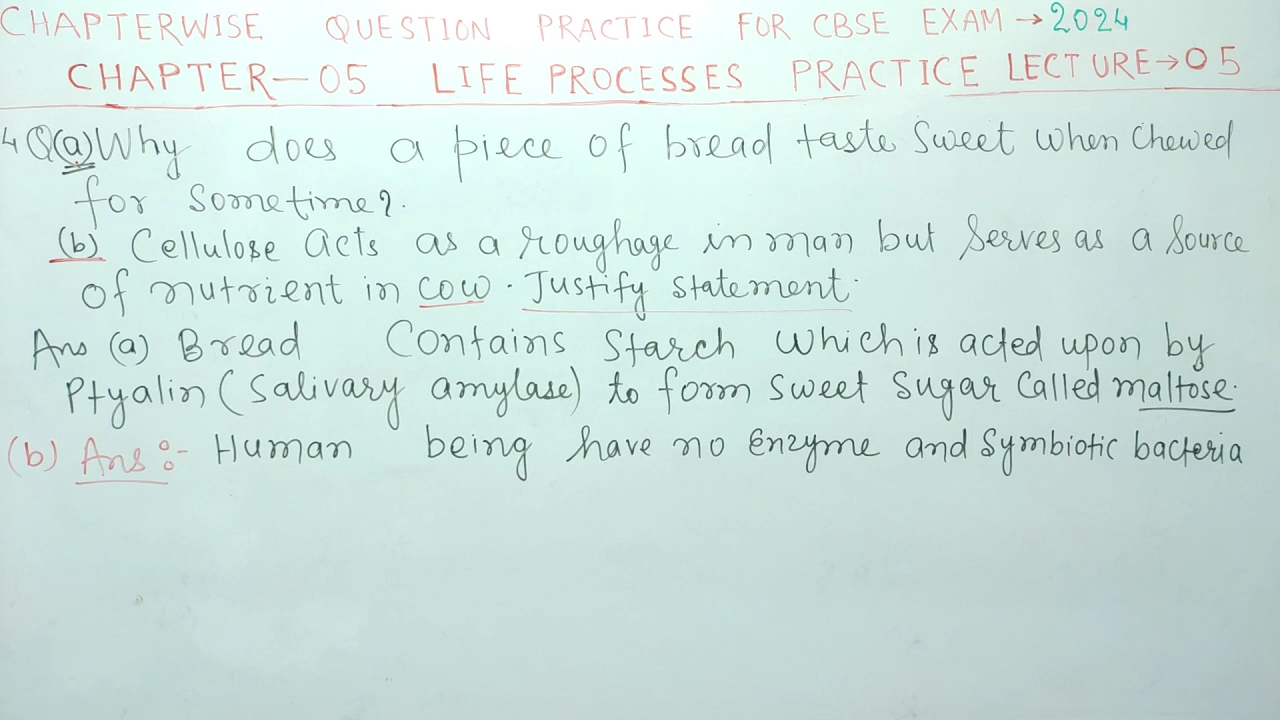 CHAPTERWISE QUESTION PRACTICE FOR CBSE EXAM → 2024
CHAPTER-05 LIFE PROCESSES PRACTICE LECTURE → 05
4 Q(a) Why does a piece of bread taste sweet when chewed
for sometime?.
(b) Cellulose acts as a roughage in man but serves as a source
of nutrient in cow. Justify statement.
Ans (a) Bread contains starch which is acted upon by
Ptyalin (Salivary amylase) to form sweet sugar called maltose.
(b) Ans :- Human being have no enzyme and symbiotic bacteria